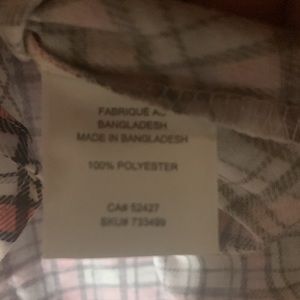 FABRIQUE AU
BANGLADESH
MADE IN BANGLADESH
100% POLYESTER
CA# 52427
SKU# 733499